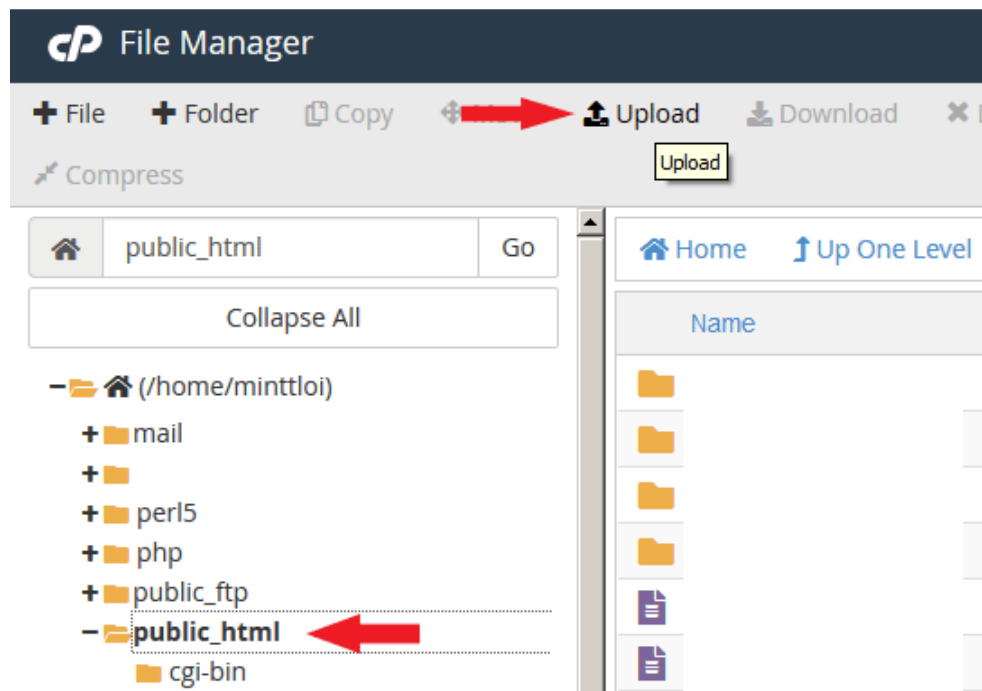 cP File Manager
File Folder Copy Upload Download
Upload
Compress
public_html Go Home Up One Level
Collapse All
Name
(/home/minttloi)
mail
perl5
php
public_ftp
public_html
cgi-bin